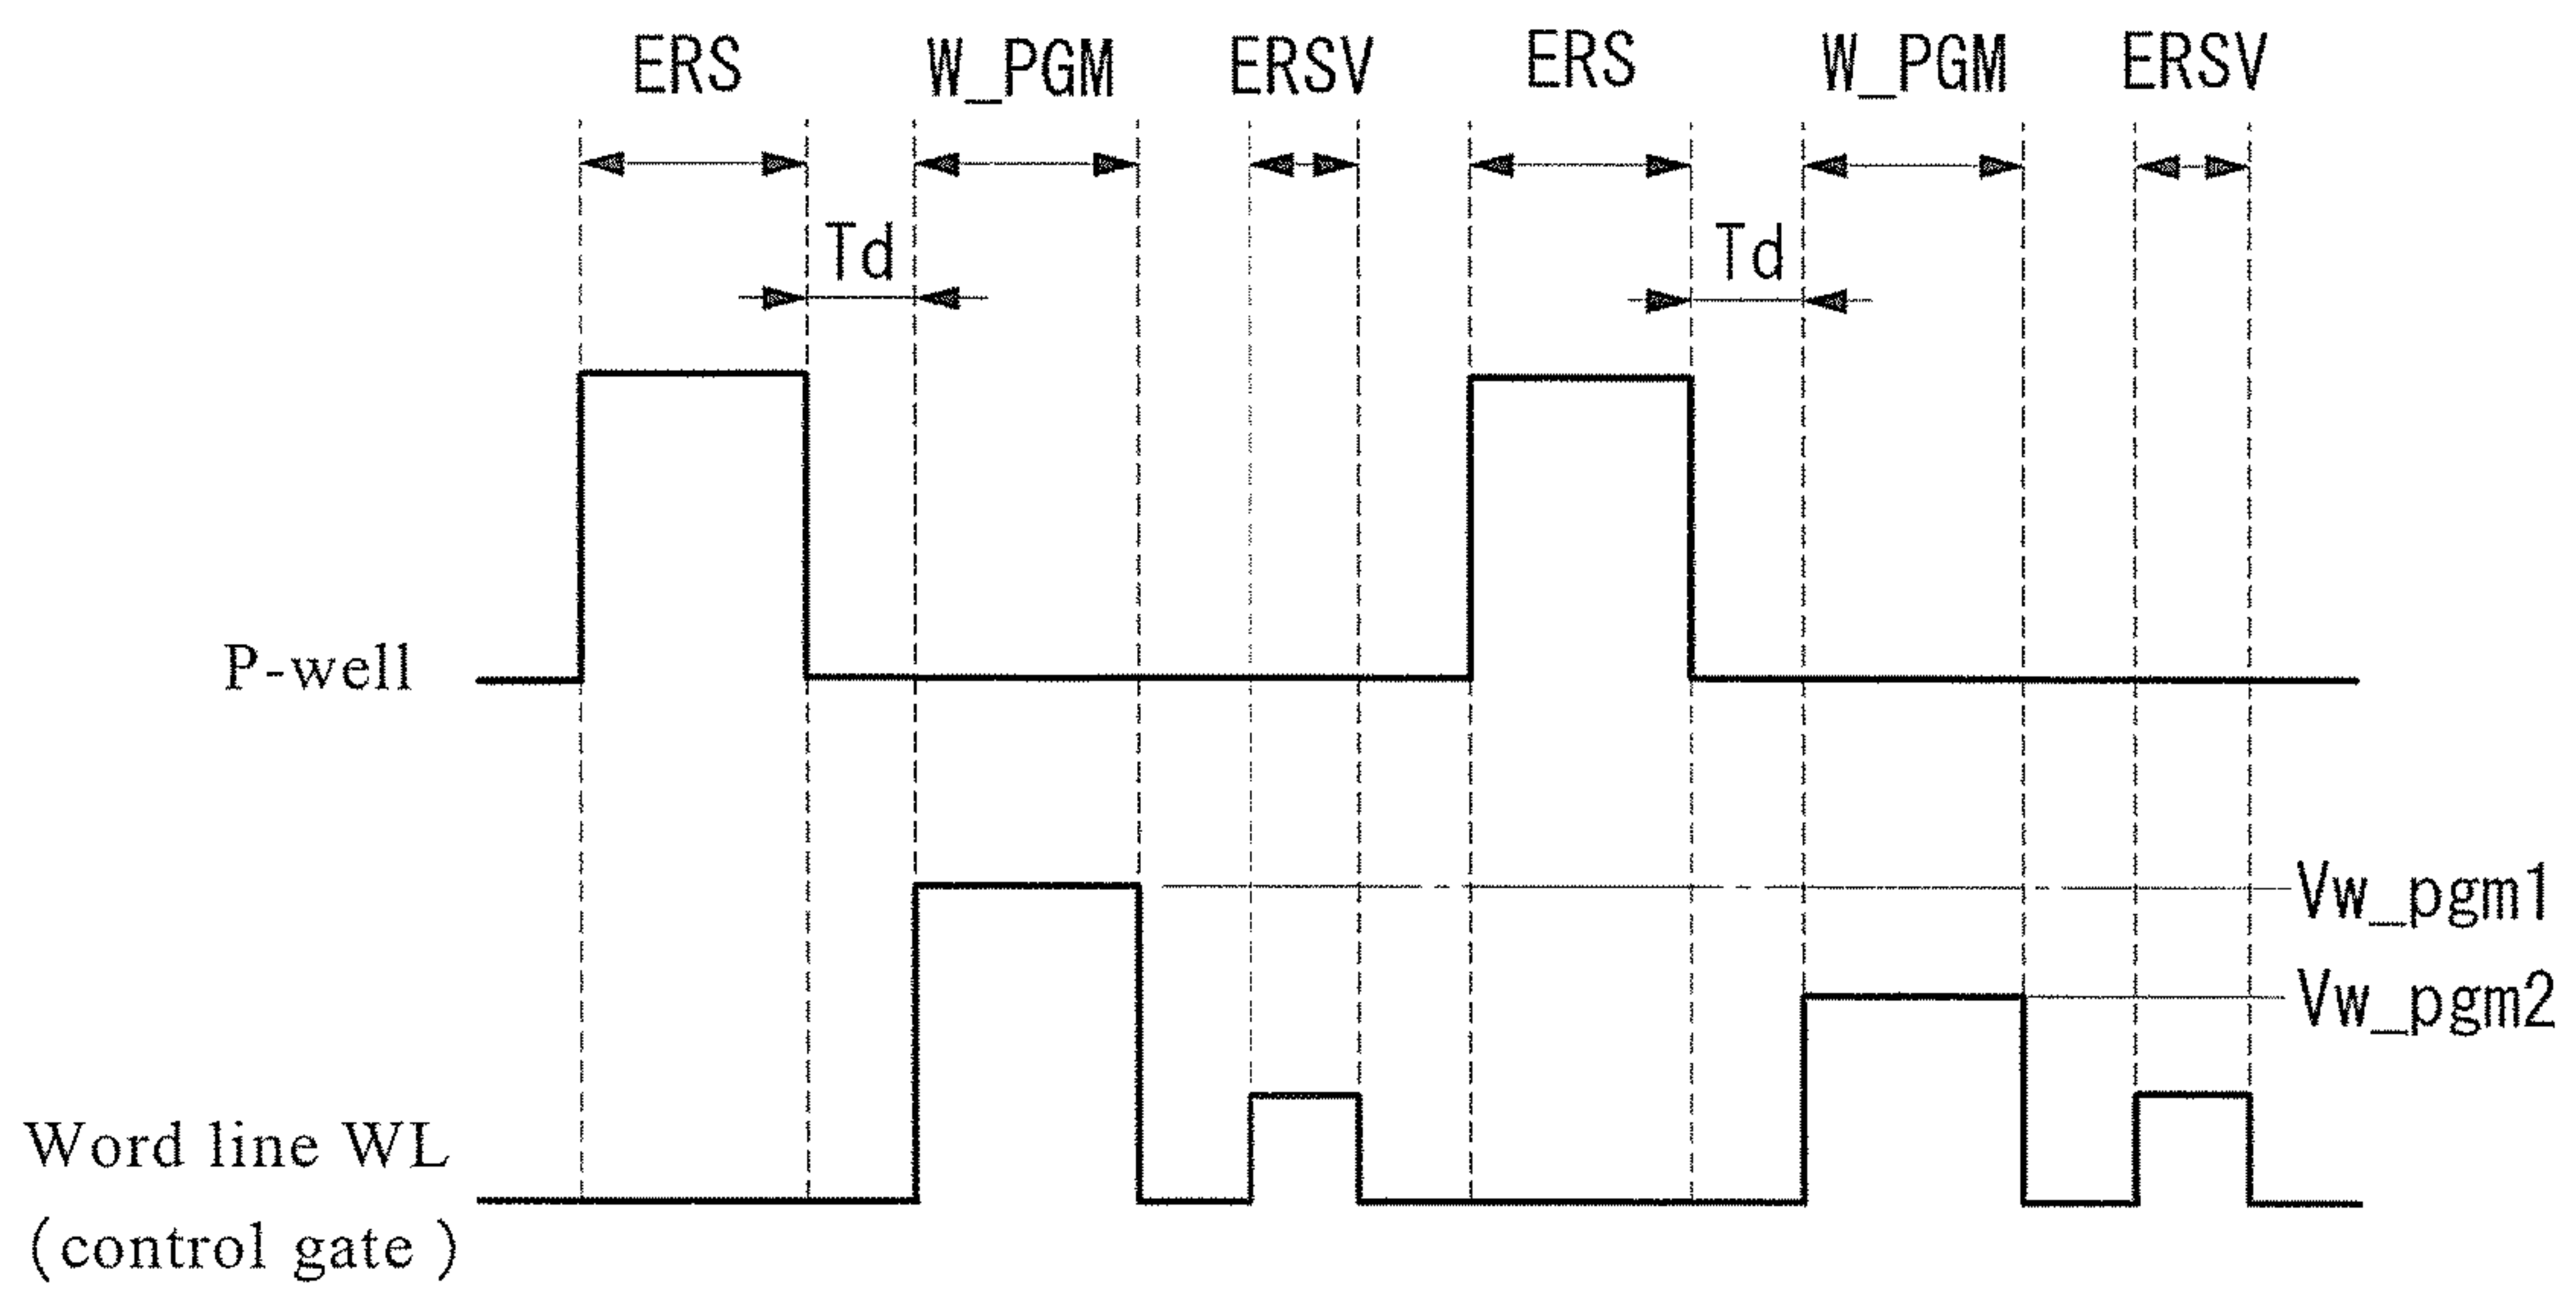 ERS W_PGM ERSV ERS W_PGM ERSV
Td Td
P-well
Vw_pgm1
Vw_pgm2
Word line WL
(control gate)